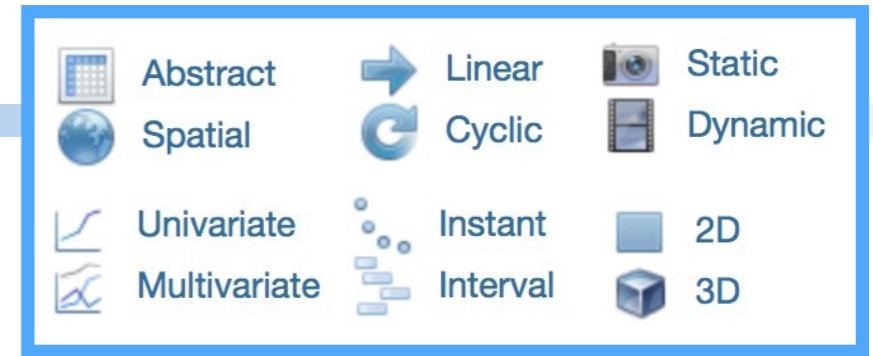 Abstract
Linear
Static
Spatial
Cyclic
Dynamic
Univariate
Instant
2D
Multivariate
Interval
3D